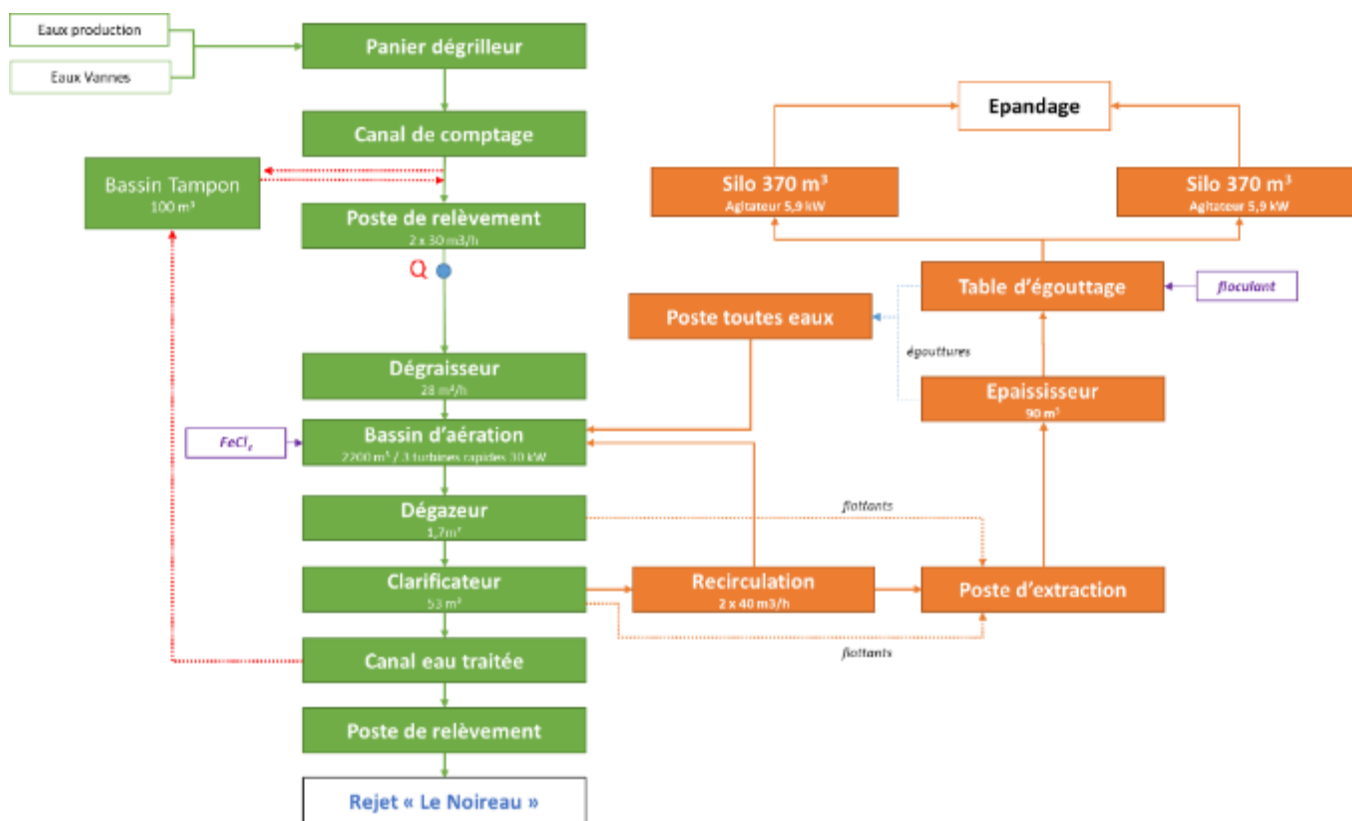 Eaux production
Eaux Vannes
Panier dégrilleur
Canal de comptage
Bassin Tampon
100 m³
Poste de relèvement
2 x 30 m3/h
Q
Dégraisseur
28 m³/h
FeCl
Bassin d'aération
2200 m³ / 3 turbines rapides 30 kW
Dégazeur
1,7m²
Clarificateur
53 m²
Canal eau traitée
Poste de relèvement
Rejet « Le Noireau »
Epandage
Silo 370 m³
Agitateur 5,9 kW
Silo 370 m³
Agitateur 5,9 kW
Table d'égouttage
floculant
Poste toutes eaux
égouttures
Epaississeur
90 m³
flottants
Recirculation
2 x 40 m3/h
Poste d'extraction
flottants